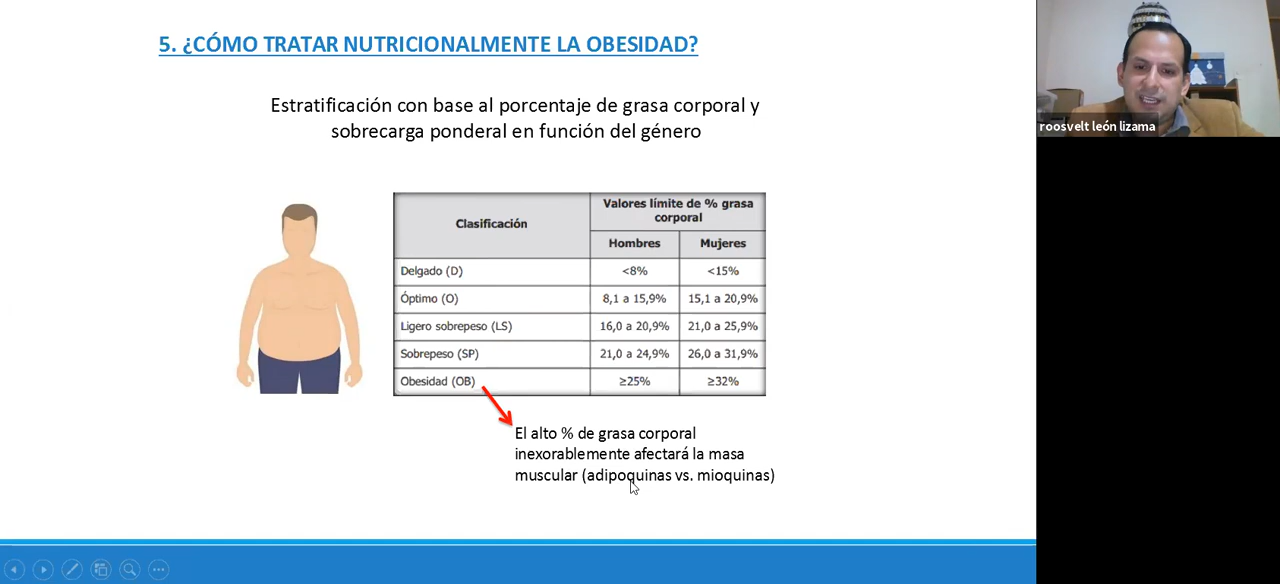 5. ¿CÓMO TRATAR NUTRICIONALMENTE LA OBESIDAD?
Estratificación con base al porcentaje de grasa corporal y
sobrecarga ponderal en función del género
Clasificación
Valores límite de % grasa
corporal
Hombres
Mujeres
Delgado (D) <8% <15%
Óptimo (O) 8,1 a 15,9% 15,1 a 20,9%
Ligero sobrepeso (LS) 16,0 a 20,9% 21,0 a 25,9%
Sobrepeso (SP) 21,0 a 24,9% 26,0 a 31,9%
Obesidad (OB) ≥25% ≥32%
El alto % de grasa corporal
inexorablemente afectará la masa
muscular (adipoquinas vs. mioquinas)
roosvelt león lizama